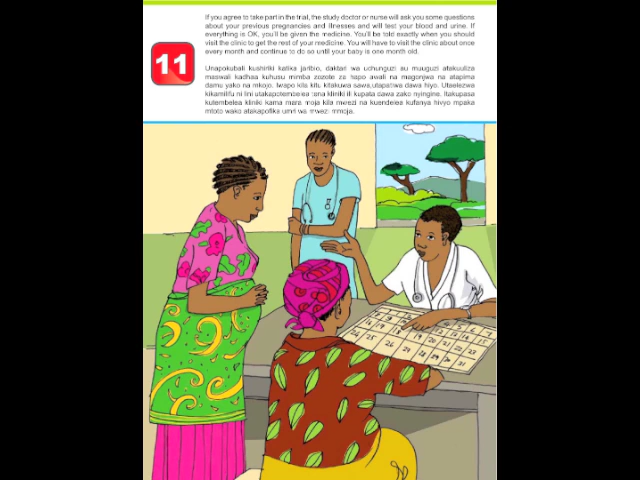 If you agree to take part in the trial, the study doctor or nurse will ask you some questions
about your previous pregnancies and illnesses and will test your blood and urine. If
everything is OK, you'll be given the medicine. You'll be told exactly when you should
visit the clinic to get the rest of your medicine. You will have to visit the clinic about once
every month and continue to do so until your baby is one month old.
11
Unapokubali kushiriki katika jaribio, daktari wa uchunguzi au muuguzi atakuuliza
maswali kadhaa kuhusu mimba zozote za hapo awali na magonjwa na atapima
damu yako na mkojo. Iwapo kila kitu kitakuwa sawa,utapatiwa dawa hiyo. Utaelezwa
kikamilifu ni lini utakapotembelea tena kliniki ili kupata dawa zako nyingine. Itakupasa
kutembelea kliniki kama mara moja kila mwezi na kuendelea kufanya hivyo mpaka
mtoto wako atakapofika umri wa mwezi mmoja.